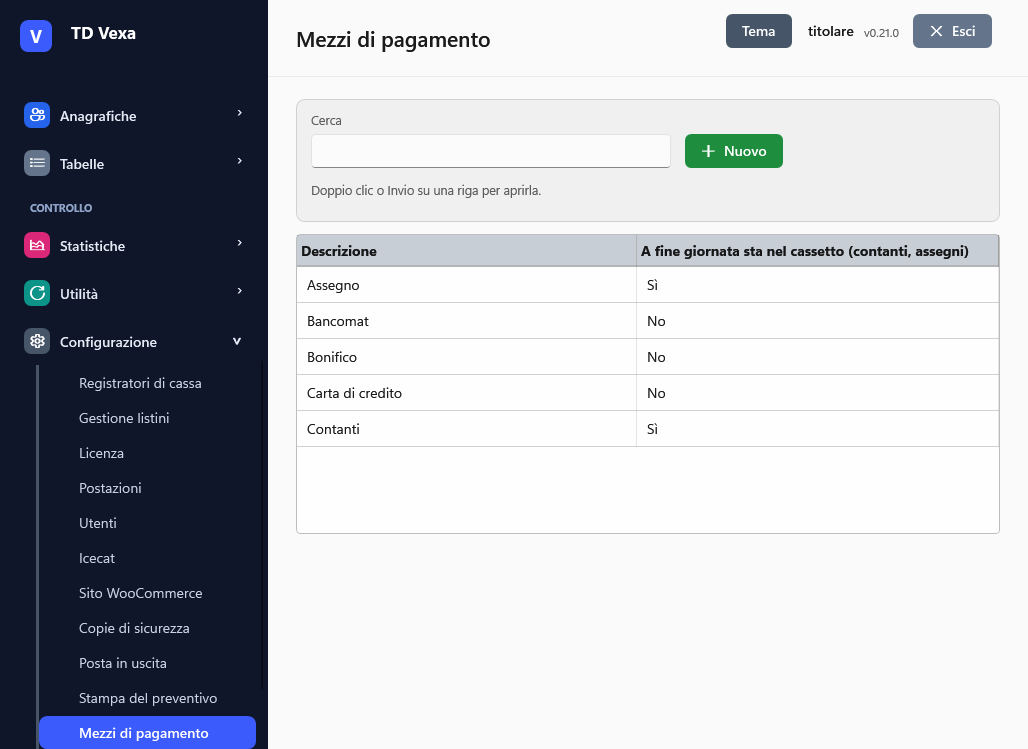 V TD Vexa
Anagrafiche
Tabelle
CONTROLLO
Statistiche
Utilità
Configurazione
Registratori di cassa
Gestione listini
Licenza
Postazioni
Utenti
Icecat
Sito WooCommerce
Copie di sicurezza
Posta in uscita
Stampa del preventivo
Mezzi di pagamento
Mezzi di pagamento
Tema titolare v0.21.0 Esci
Cerca
Nuovo
Doppio clic o Invio su una riga per aprirla.
Descrizione A fine giornata sta nel cassetto (contanti, assegni)
Assegno Sì
Bancomat No
Bonifico No
Carta di credito No
Contanti Sì